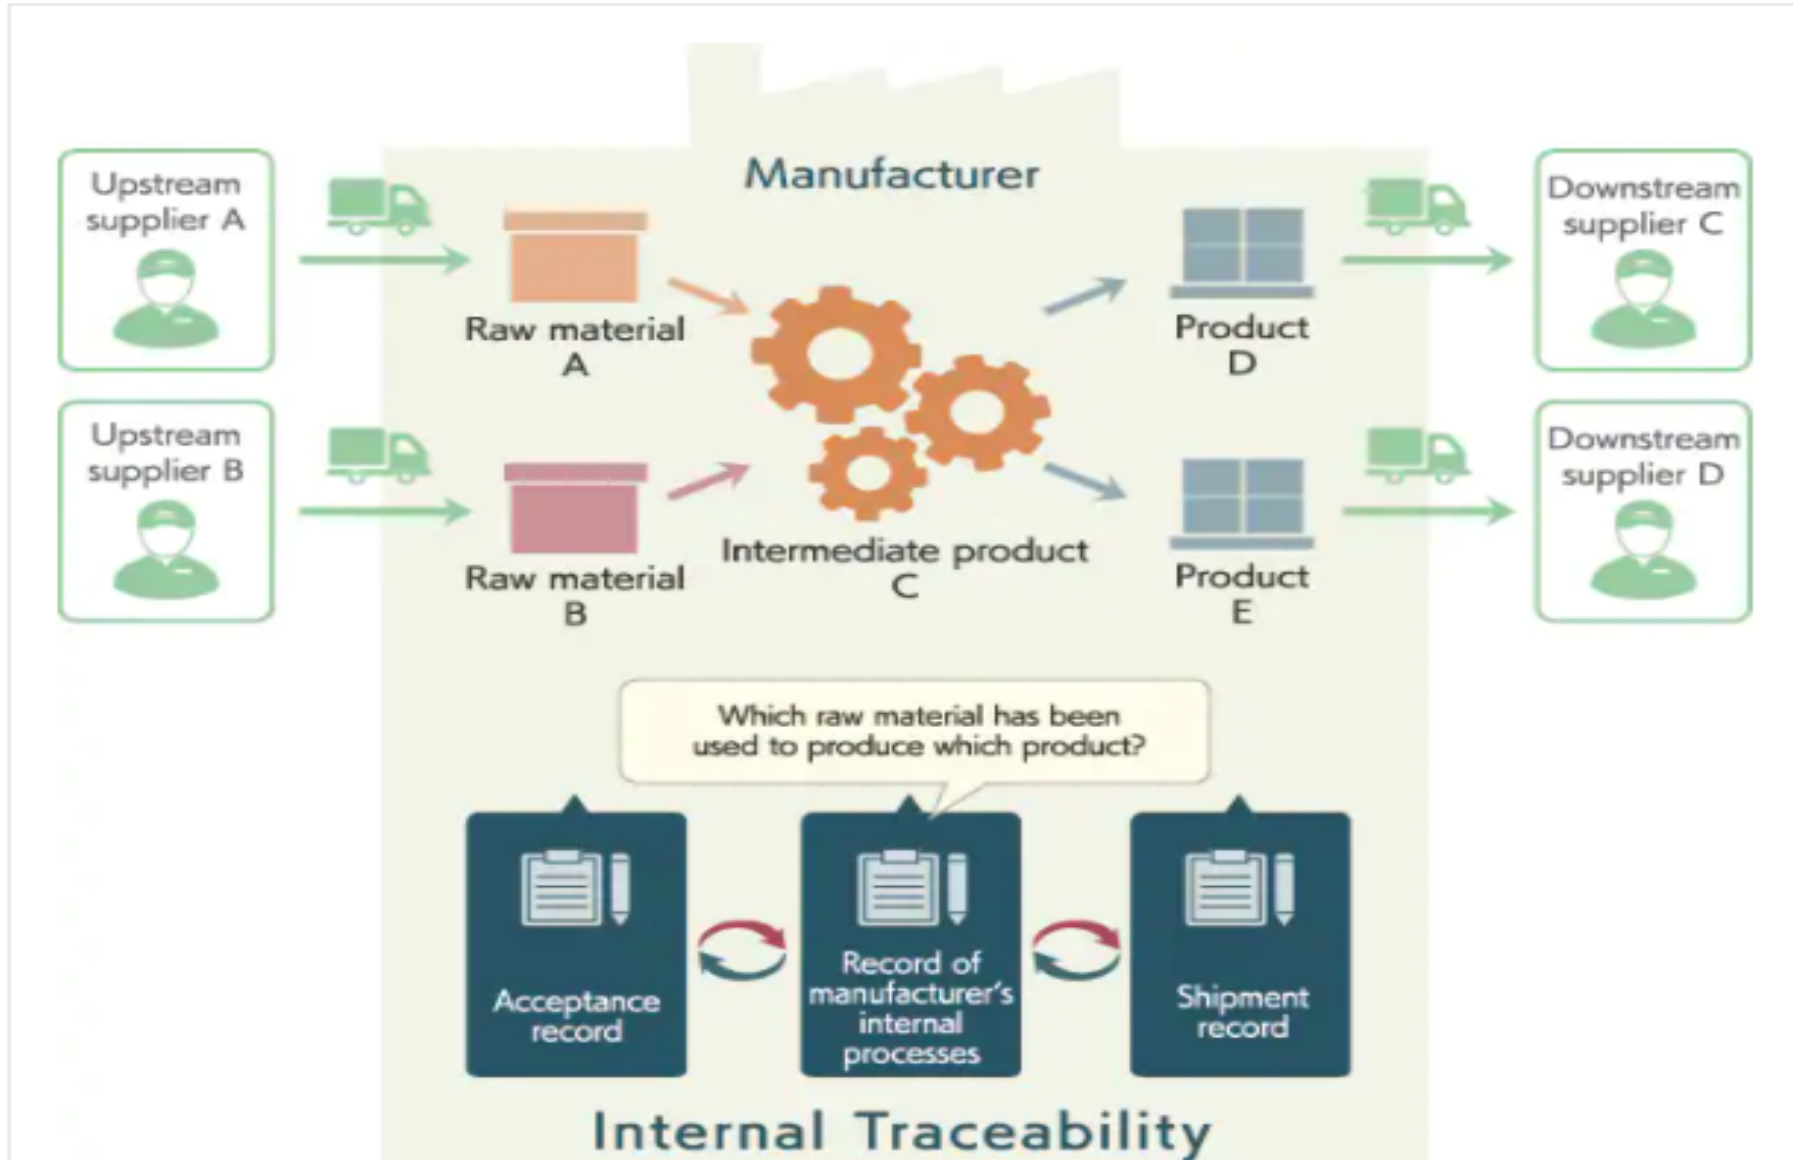 Manufacturer
Upstream
supplier A
Raw material
A
Product
D
Downstream
supplier C
Upstream
supplier B
Raw material
B
Intermediate product
C
Product
E
Downstream
supplier D
Which raw material has been
used to produce which product?
Acceptance
record
Record of
manufacturer's
internal
processes
Shipment
record
Internal Traceability